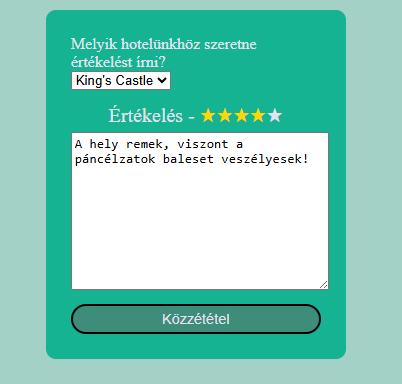 Melyik hotelünkhöz szeretne
értékelést írni?
King's Castle
Értékelés - ★★★★★
A hely remek, viszont a
páncélzatok baleset veszélyesek!
Közzététel